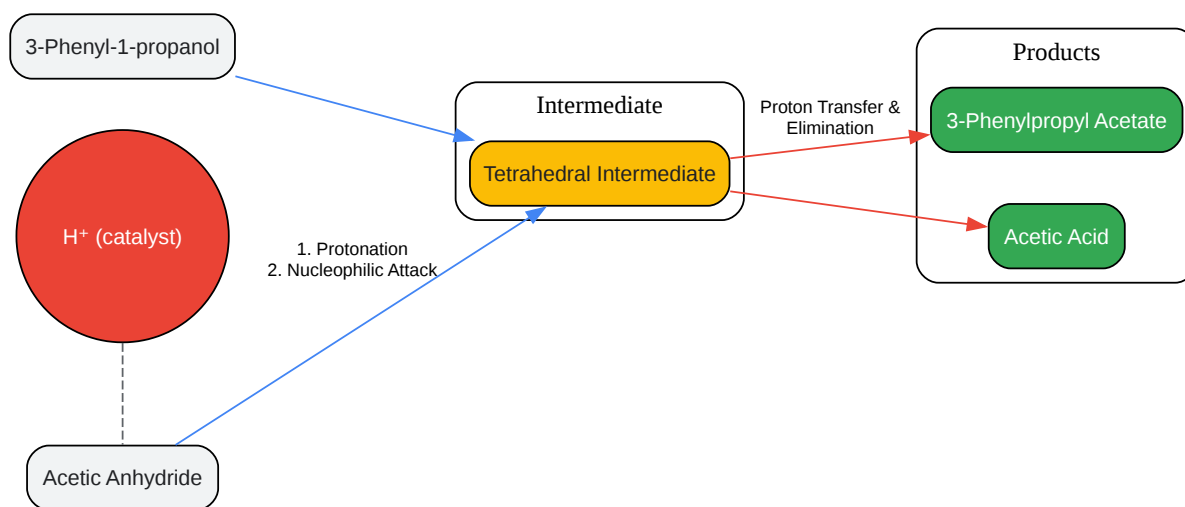 3-Phenyl-1-propanol
H⁺ (catalyst)
Acetic Anhydride
1. Protonation
2. Nucleophilic Attack
Intermediate
Tetrahedral Intermediate
Proton Transfer &
Elimination
Products
3-Phenylpropyl Acetate
Acetic Acid